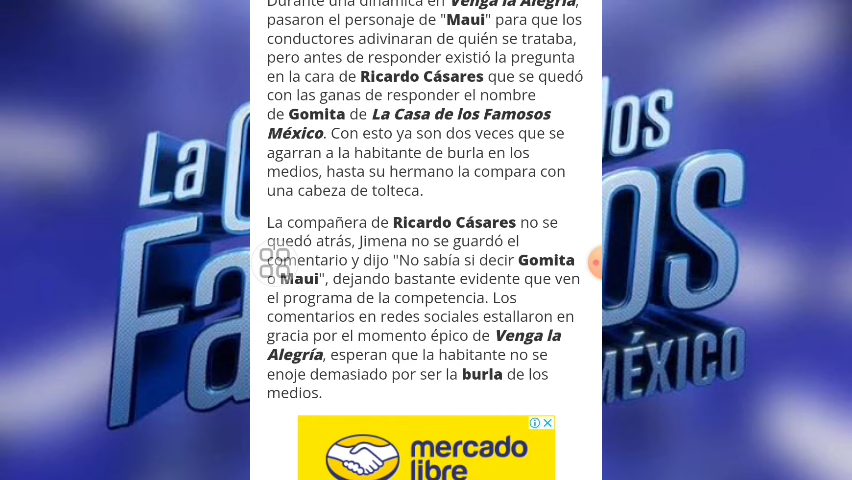 Durante una dinámica en Venga la Alegría,
pasaron el personaje de "Maui" para que los
conductores adivinaran de quién se trataba,
pero antes de responder existió la pregunta
en la cara de Ricardo Cásares que se quedó
con las ganas de responder el nombre
de Gomita de La Casa de los Famosos
México. Con esto ya son dos veces que se
agarran a la habitante de burla en los
medios, hasta su hermano la compara con
una cabeza de tolteca.
La compañera de Ricardo Cásares no se
quedó atrás, Jimena no se guardó el
comentario y dijo "No sabía si decir Gomita
o Maui", dejando bastante evidente que ven
el programa de la competencia. Los
comentarios en redes sociales estallaron en
gracia por el momento épico de Venga la
Alegría, esperan que la habitante no se
enoje demasiado por ser la burla de los
medios.
mercado
libre
La
Fa
los
os
MÉXICO